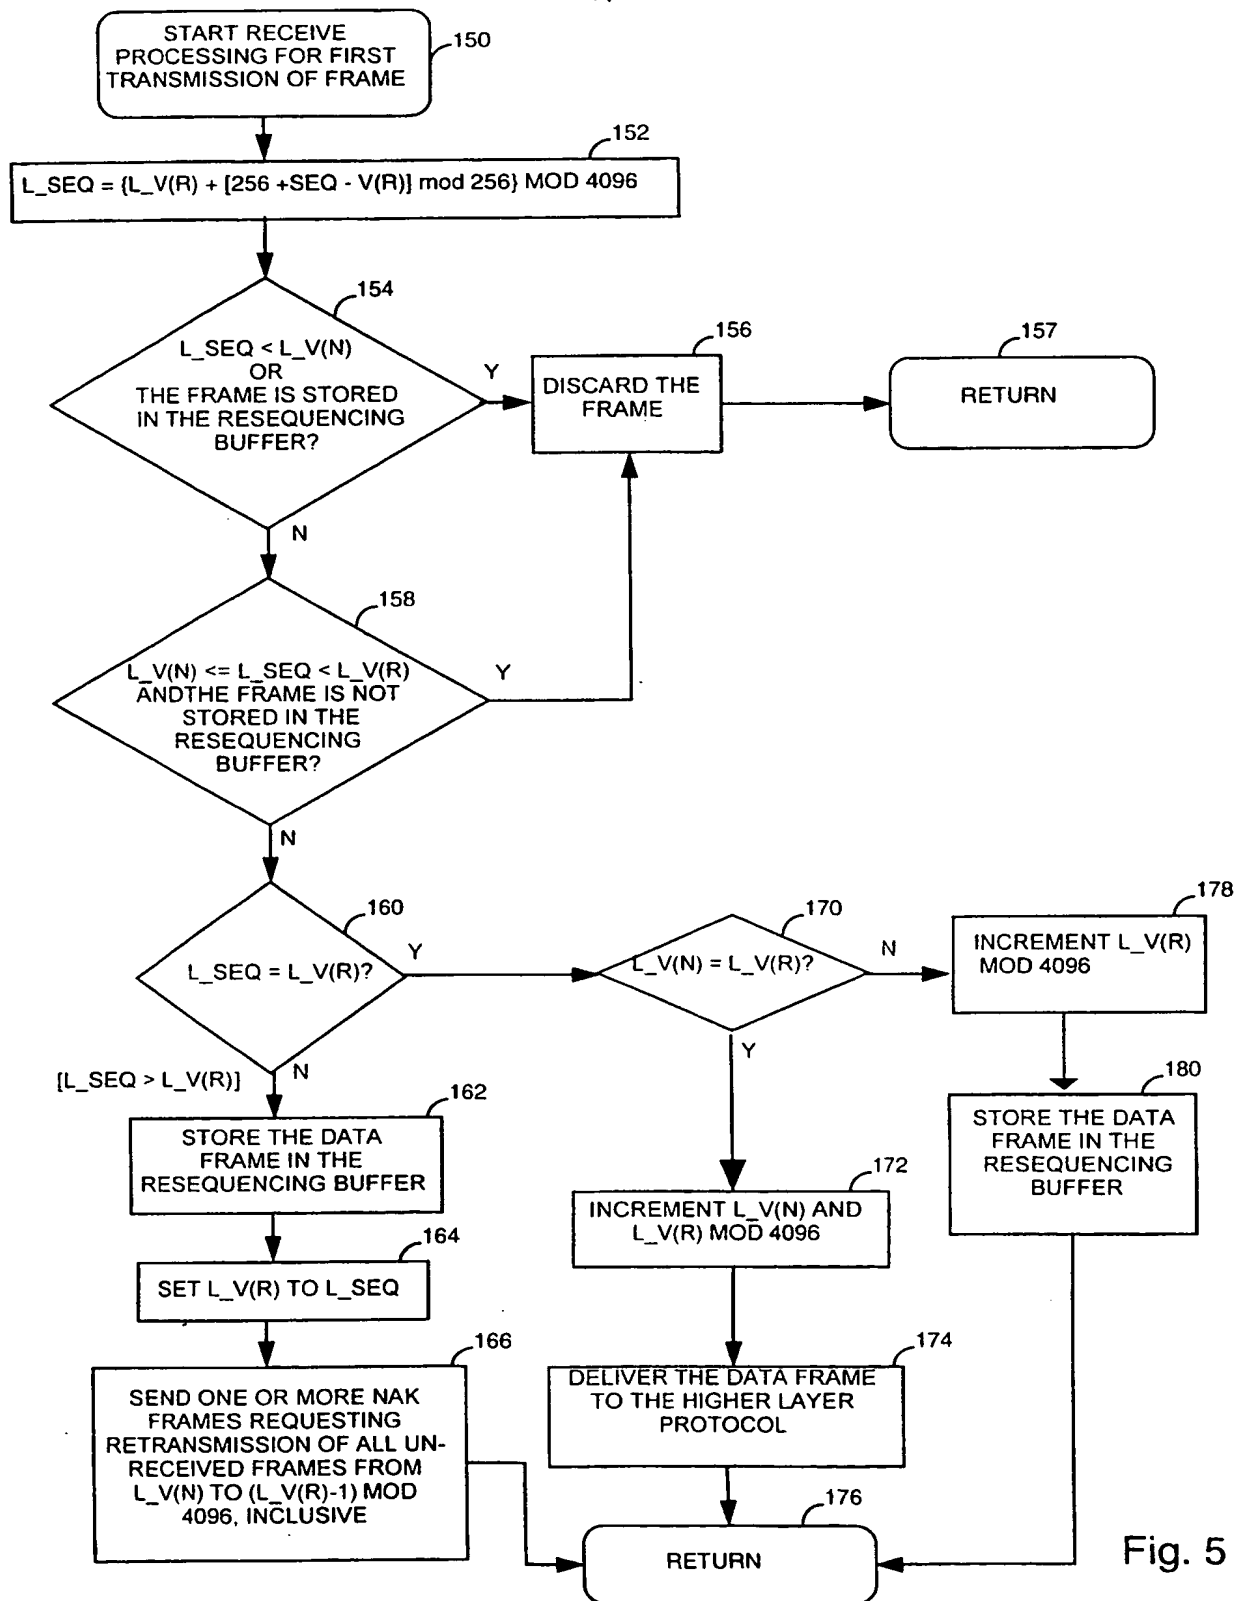 START RECEIVE
PROCESSING FOR FIRST
TRANSMISSION OF FRAME
150
152
L_SEQ = {L_V(R) + [256 +SEQ - V(R)] mod 256} MOD 4096
154
L_SEQ < L_V(N)
OR
THE FRAME IS STORED
IN THE RESEQUENCING
BUFFER?
Y
156
DISCARD THE
FRAME
157
RETURN
N
158
L_V(N) <= L_SEQ < L_V(R)
ANDTHE FRAME IS NOT
STORED IN THE
RESEQUENCING
BUFFER?
Y
N
160
L_SEQ = L_V(R)?
Y
170
L_V(N) = L_V(R)?
N
178
INCREMENT L_V(R)
MOD 4096
N
[L_SEQ > L_V(R)]
Y
180
STORE THE DATA
FRAME IN THE
RESEQUENCING
BUFFER
162
STORE THE DATA
FRAME IN THE
RESEQUENCING BUFFER
172
INCREMENT L_V(N) AND
L_V(R) MOD 4096
164
SET L_V(R) TO L_SEQ
166
SEND ONE OR MORE NAK
FRAMES REQUESTING
RETRANSMISSION OF ALL UN-
RECEIVED FRAMES FROM
L_V(N) TO (L_V(R)-1) MOD
4096, INCLUSIVE
174
DELIVER THE DATA FRAME
TO THE HIGHER LAYER
PROTOCOL
176
RETURN
Fig. 5